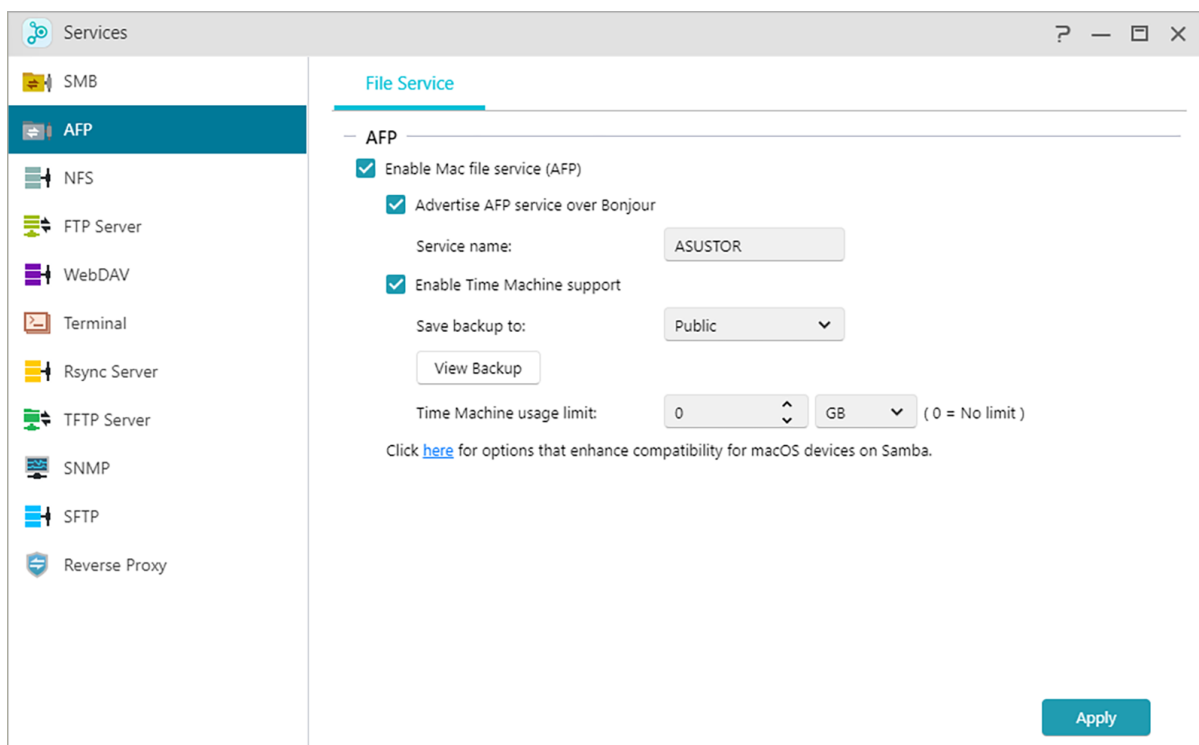 Services
SMB
AFP
NFS
FTP Server
WebDAV
Terminal
Rsync Server
TFTP Server
SNMP
SFTP
Reverse Proxy
File Service
AFP
Enable Mac file service (AFP)
Advertise AFP service over Bonjour
Service name: ASUSTOR
Enable Time Machine support
Save backup to: Public
View Backup
Time Machine usage limit: 0 GB ( 0 = No limit )
Click here for options that enhance compatibility for macOS devices on Samba.
Apply